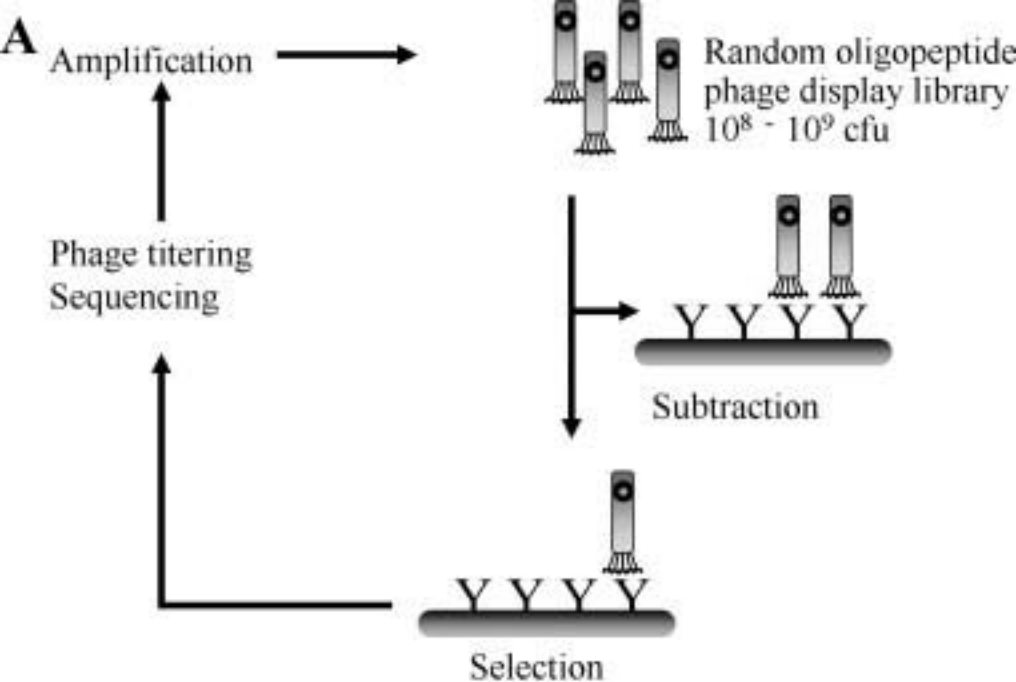 A
Amplification
Random oligopeptide
phage display library
10⁸ - 10⁹ cfu
Phage titering
Sequencing
Subtraction
Selection